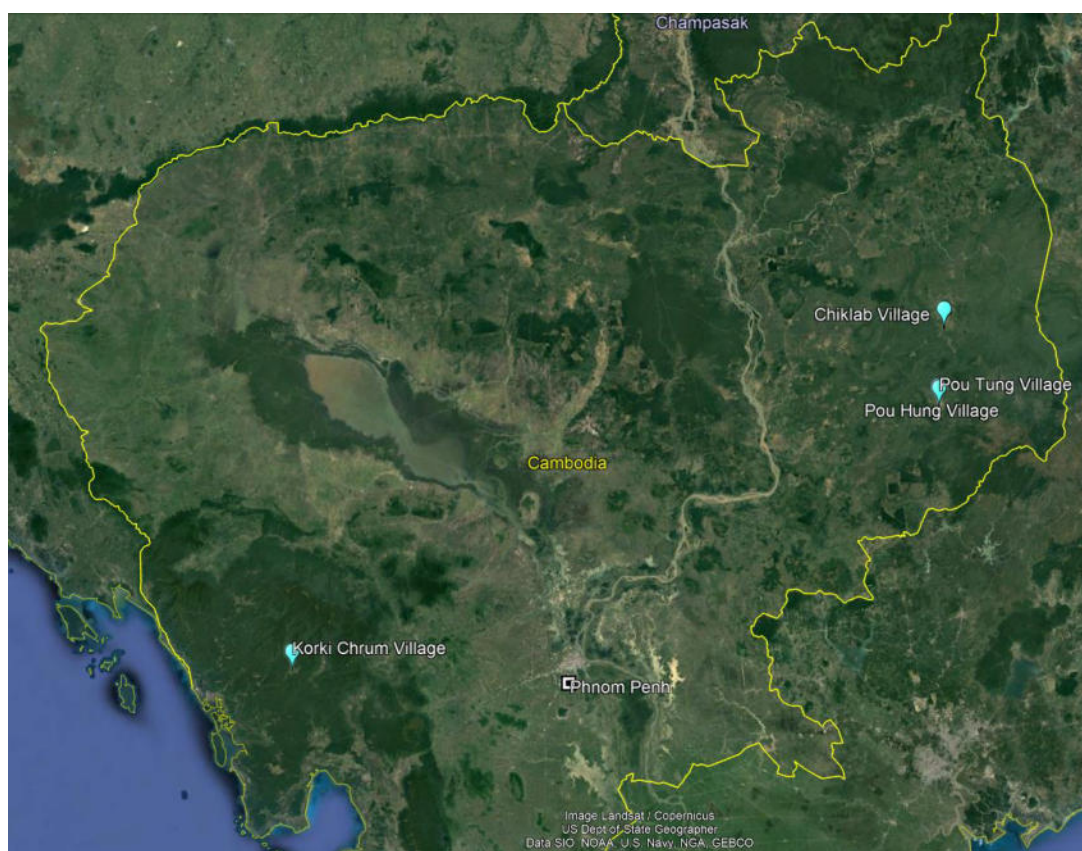 Champasak
Chiklab Village
Pou Tung Village
Pou Hung Village
Cambodia
Korki Chrum Village
Phnom Penh
Image Landsat / Copernicus
US Dept of State Geographer
Data SIO, NOAA, U.S. Navy, NGA, GEBCO